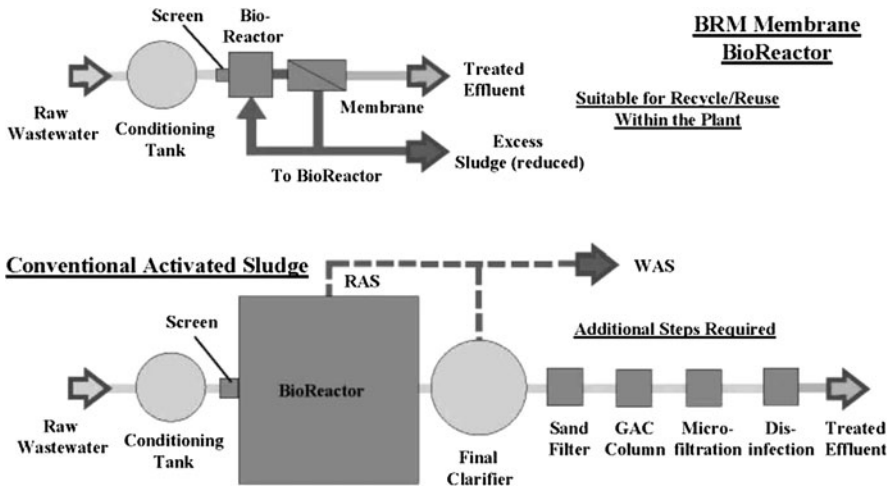 Screen
Bio-
Reactor
BRM Membrane
BioReactor
Raw
Wastewater
Conditioning
Tank
Membrane
Treated
Effluent
Suitable for Recycle/Reuse
Within the Plant
To BioReactor
Excess
Sludge (reduced)
Conventional Activated Sludge
RAS
WAS
Screen
Additional Steps Required
BioReactor
Raw
Wastewater
Conditioning
Tank
Final
Clarifier
Sand
Filter
GAC
Column
Micro-
filtration
Dis-
infection
Treated
Effluent